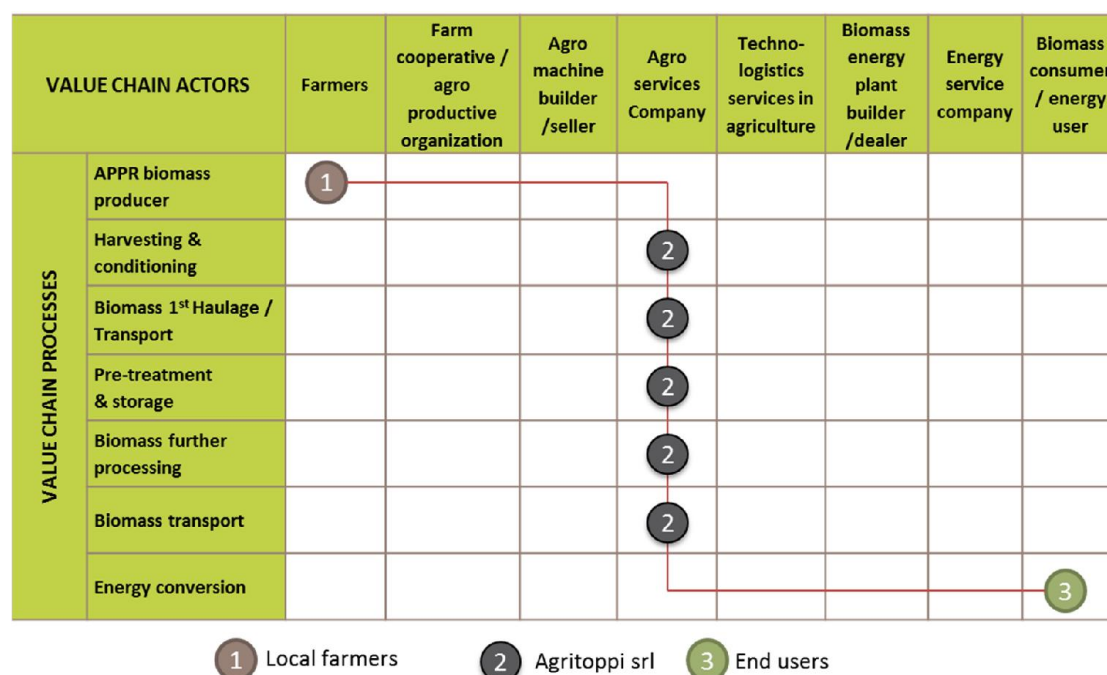 VALUE CHAIN ACTORS
Farmers
Farm
cooperative /
agro
productive
organization
Agro
machine
builder
/seller
Agro
services
Company
Techno-
logistics
services in
agriculture
Biomass
energy
plant
builder
/dealer
Energy
service
company
Biomass
consumer
/ energy
user
VALUE CHAIN PROCESSES
APPR biomass
producer
1
Harvesting &
conditioning
2
Biomass 1st Haulage /
Transport
2
Pre-treatment
& storage
2
Biomass further
processing
2
Biomass transport
2
Energy conversion
3
1 Local farmers
2 Agritoppi srl
3 End users